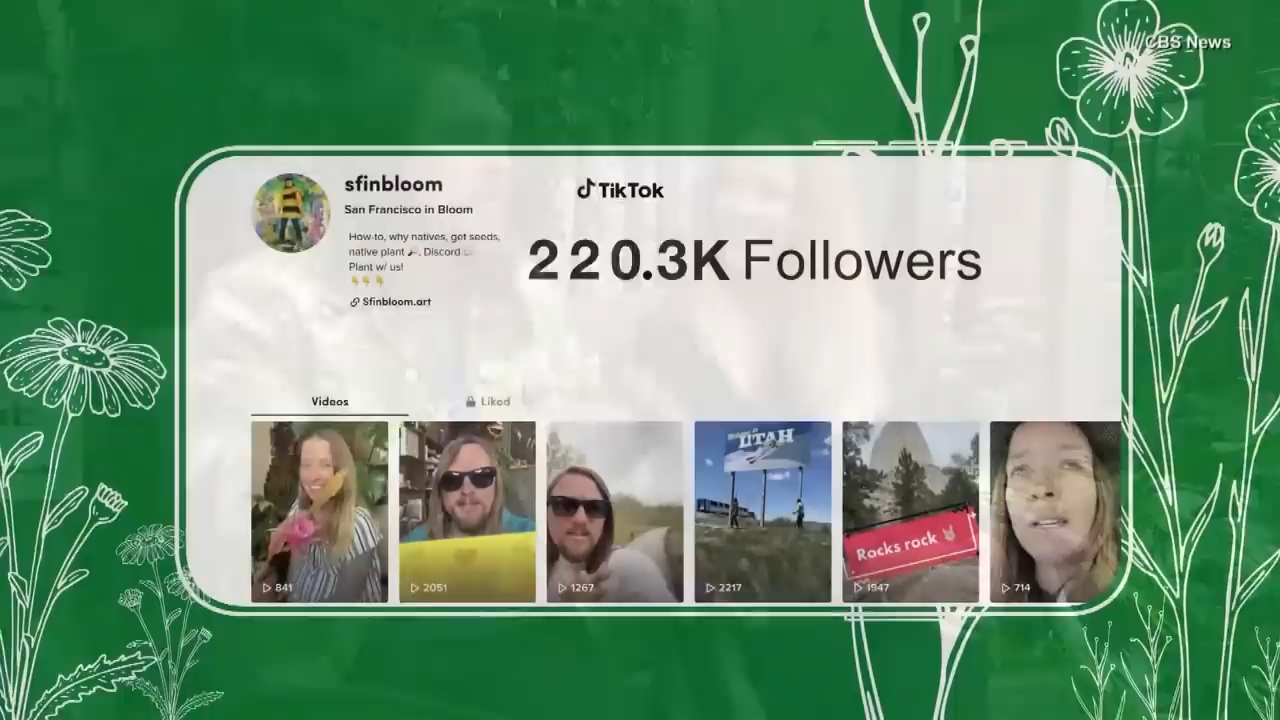 CBS News
sfinbloom
San Francisco in Bloom
TikTok
220.3K Followers
How-to, why natives, get seeds,
native plant 🎉. Discord
Plant w/ us!
👇👇👇
Sfinbloom.art
Videos
Liked
UTAH
Rocks rock 🤘
841
2051
1267
2217
1947
714